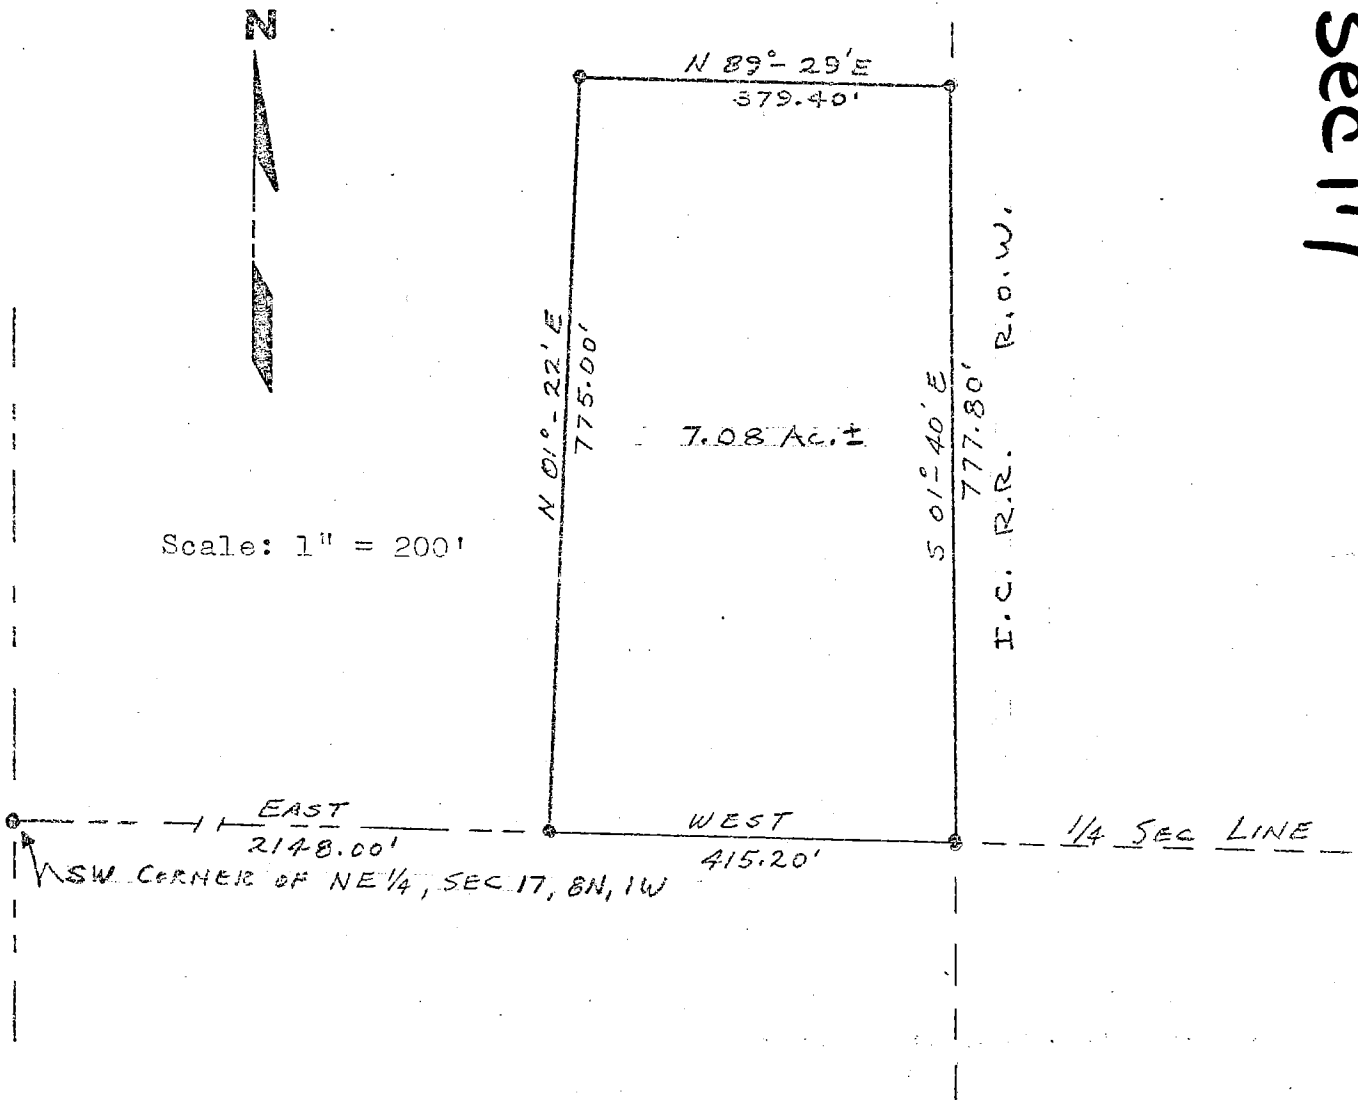 N
Sec 17
N 89°-29'E
379.40'
N 01°-22'E
775.00'
7.08 Ac.±
S 01°-40'E
777.80'
I.C. R.R. R.O.W.
Scale: 1" = 200'
EAST
2148.00'
WEST
415.20'
1/4 SEC LINE
SW CORNER OF NE 1/4, SEC 17, 8N, 1W